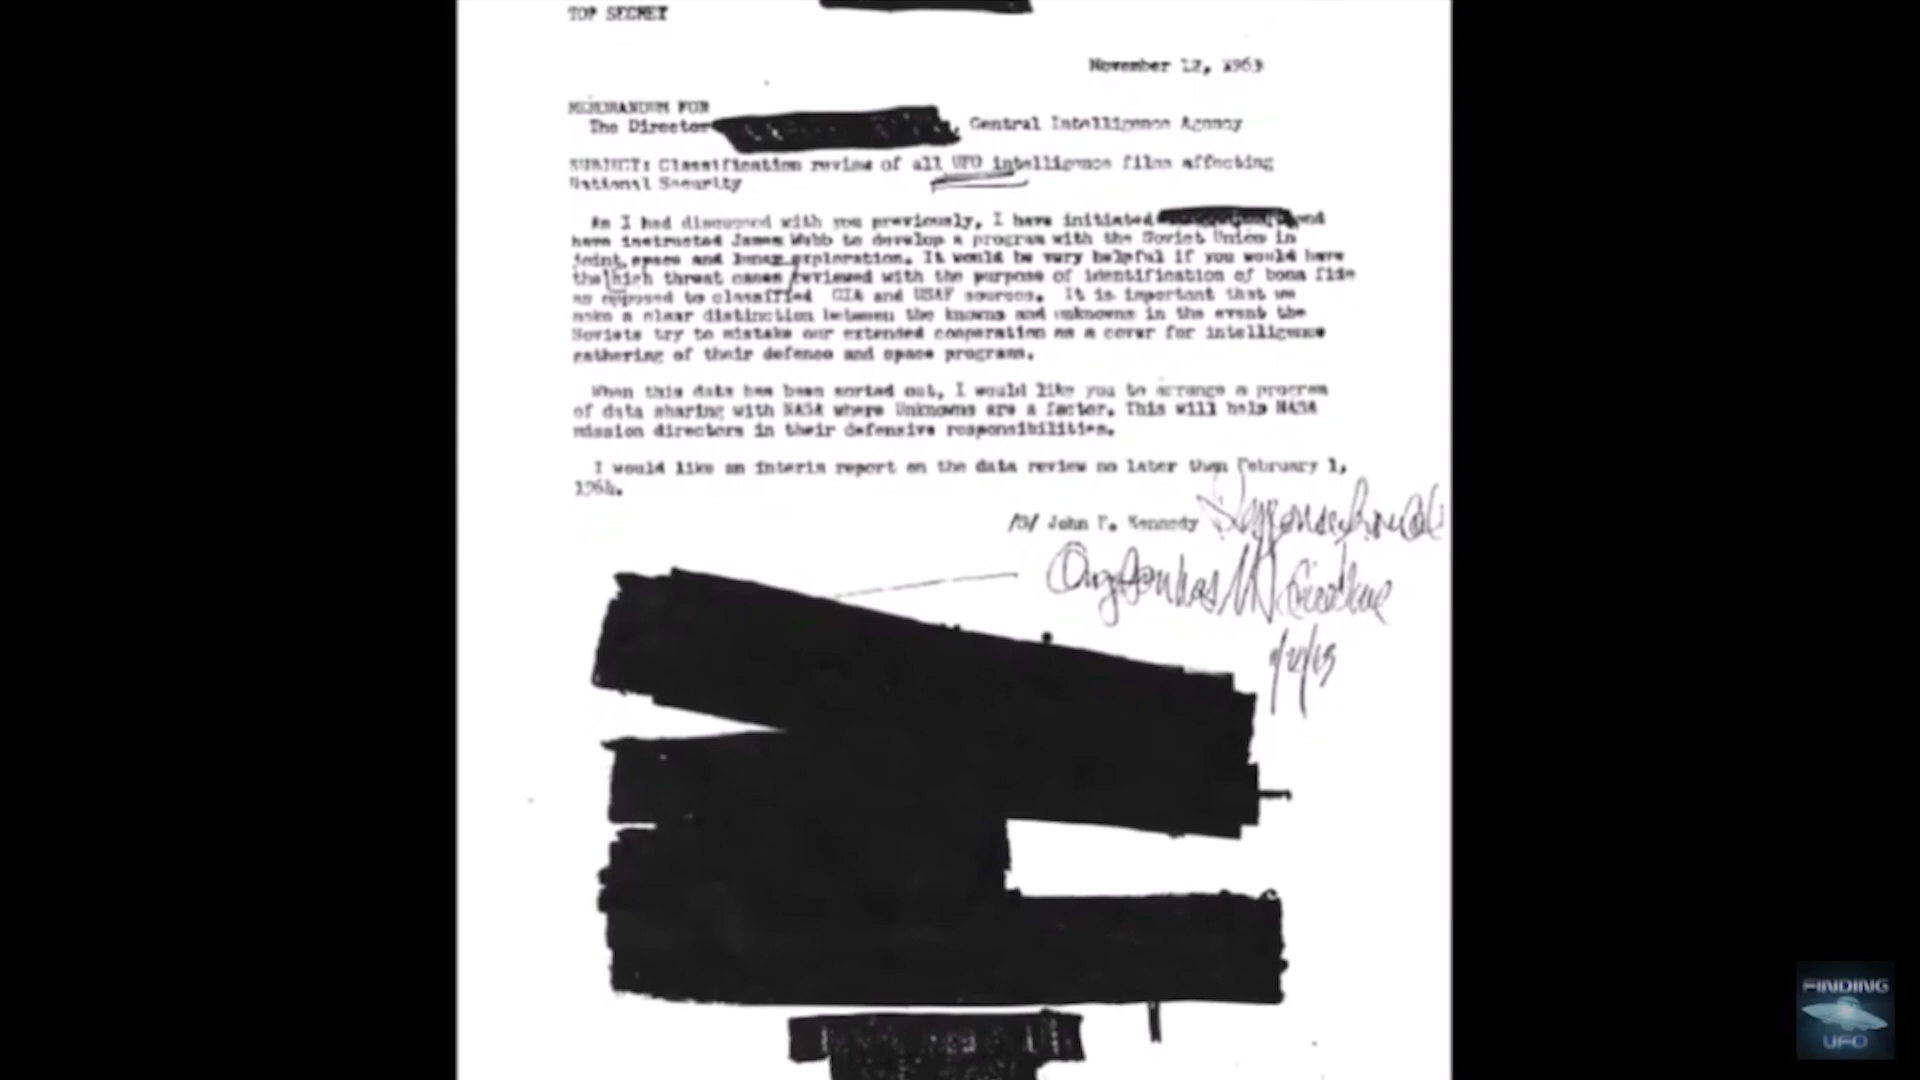 TOP SECRET
November 12, 1963
MEMORANDUM FOR
The Director , Central Intelligence Agency
SUBJECT: Classification review of all UFO intelligence files affecting
National Security
As I had discussed with you previously, I have initiated and
have instructed James Webb to develop a program with the Soviet Union in
joint space and lunar exploration. It would be very helpful if you would have
the high threat cases reviewed with the purpose of identification of bona fide
as opposed to classified CIA and USAF sources. It is important that we
make a clear distinction between the knowns and unknowns in the event the
Soviets try to mistake our extended cooperation as a cover for intelligence
gathering of their defence and space programs.
When this data has been sorted out, I would like you to arrange a program
of data sharing with NASA where Unknowns are a factor. This will help NASA
mission directors in their defensive responsibilities.
I would like an interim report on the data review no later than February 1,
1964.
/S/ John F. Kennedy
FINDING
UFO